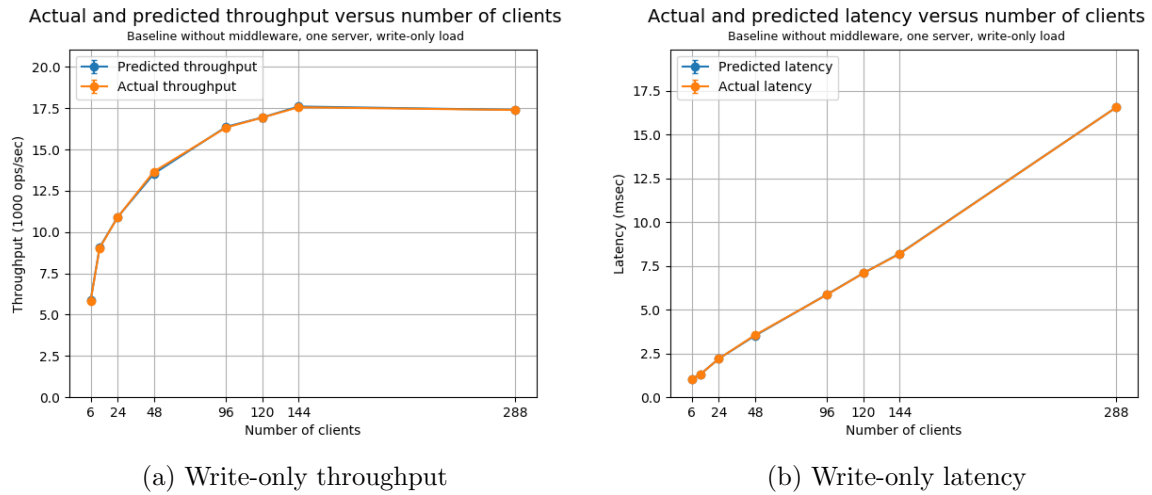 Actual and predicted throughput versus number of clients
Baseline without middleware, one server, write-only load
Predicted throughput
Actual throughput
20.0
17.5
15.0
12.5
10.0
7.5
5.0
2.5
0.0
Throughput (1000 ops/sec)
6 24 48 96 120 144 288
Number of clients
(a) Write-only throughput
Actual and predicted latency versus number of clients
Baseline without middleware, one server, write-only load
Predicted latency
Actual latency
17.5
15.0
12.5
10.0
7.5
5.0
2.5
0.0
Latency (msec)
6 24 48 96 120 144 288
Number of clients
(b) Write-only latency